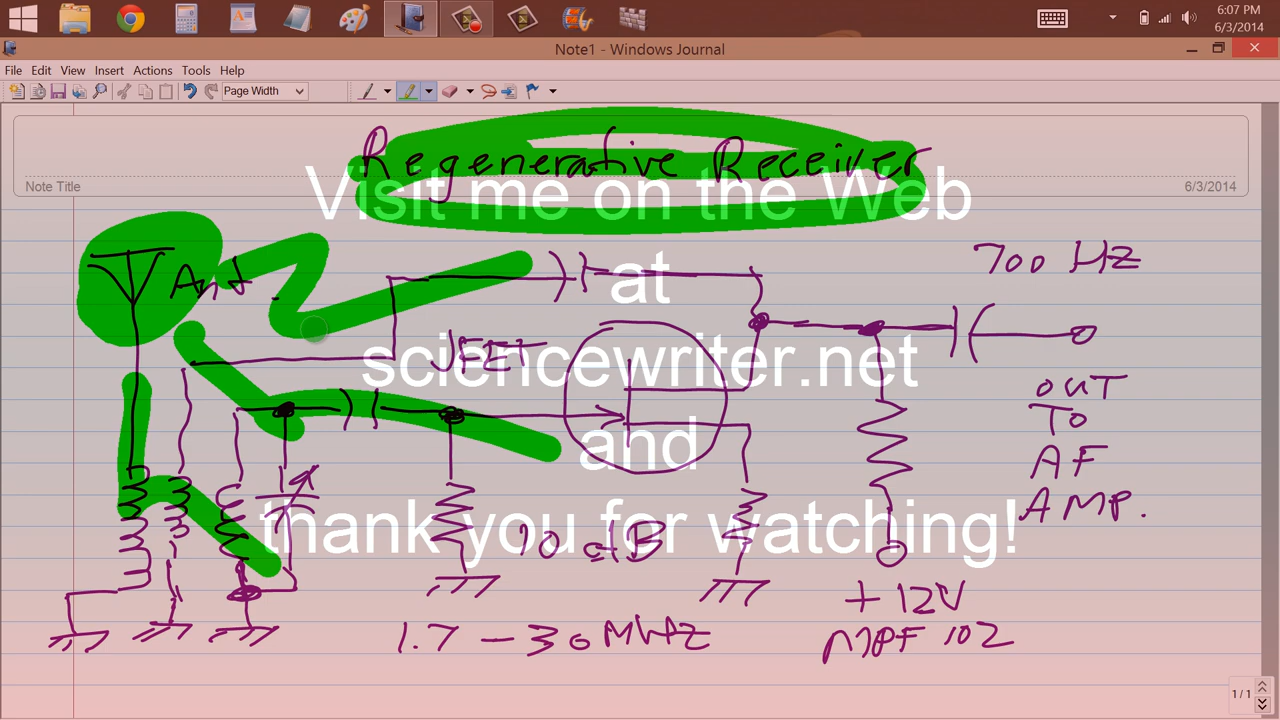 6:07 PM
6/3/2014
Note1 - Windows Journal
File Edit View Insert Actions Tools Help
Page Width
Regenerative Receiver
Note Title
6/3/2014
Visit me on the Web
at
sciencewriter.net
and
thank you for watching!
Ant.
700 HZ
JFET
OUT
TO
AF
AMP.
10 dB
+12V
1.7 - 30 MHZ
MPF 102
1 / 1